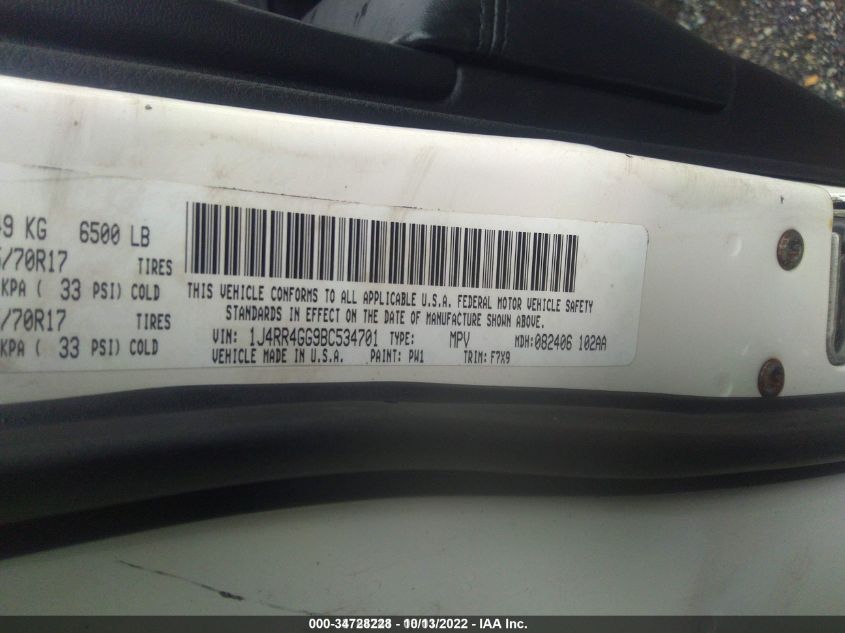 49 KG 6500 LB
/70R17 TIRES
KPA ( 33 PSI) COLD
/70R17 TIRES
KPA ( 33 PSI) COLD
THIS VEHICLE CONFORMS TO ALL APPLICABLE U.S.A. FEDERAL MOTOR VEHICLE SAFETY
STANDARDS IN EFFECT ON THE DATE OF MANUFACTURE SHOWN ABOVE.
VIN: 1J4RR4GG9BC534701 TYPE: MPV MDH:082406 102AA
VEHICLE MADE IN U.S.A. PAINT: PW1 TRIM: F7X9
000-34728228 - 10/13/2022 - IAA Inc.